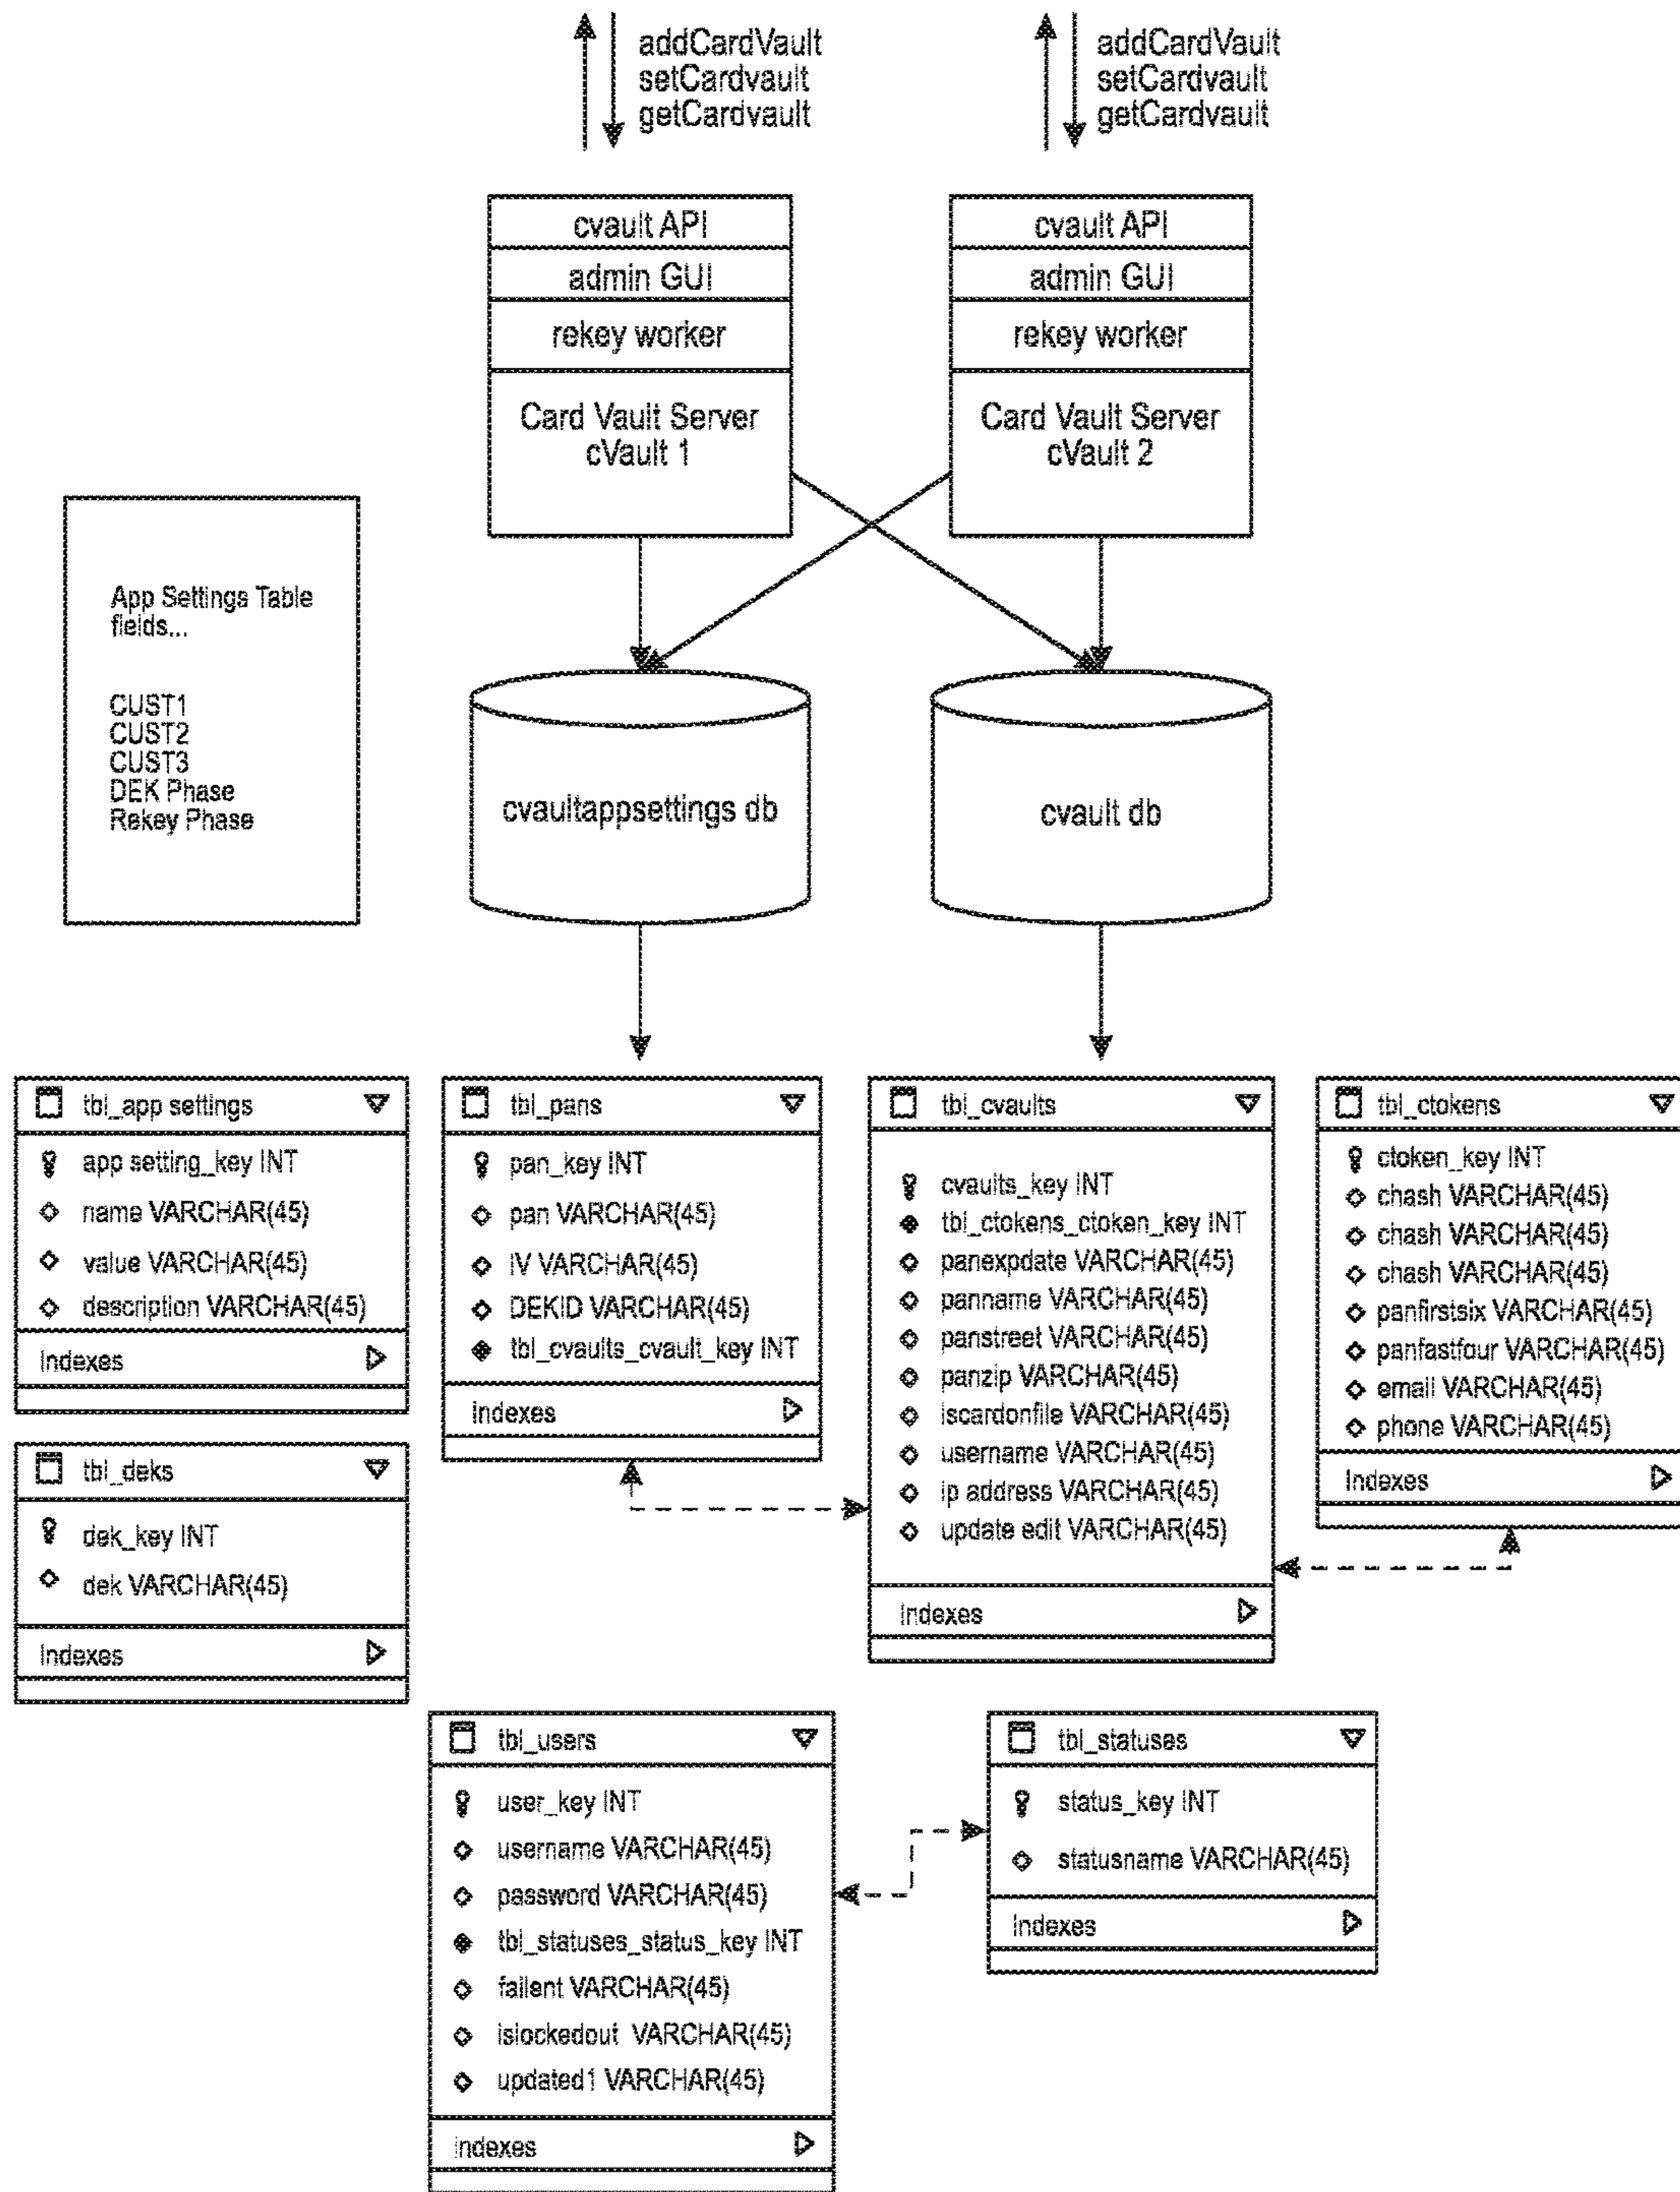 addCardVault
setCardvault
getCardvault
addCardVault
setCardvault
getCardvault
cvault API
admin GUI
rekey worker
Card Vault Server
cVault 1
cvault API
admin GUI
rekey worker
Card Vault Server
cVault 2
App Settings Table
fields...
CUST1
CUST2
CUST3
DEK Phase
Rekey Phase
cvaultappsettings db
cvault db
tbl_app settings
app setting_key INT
name VARCHAR(45)
value VARCHAR(45)
description VARCHAR(45)
Indexes
tbl_pans
pan_key INT
pan VARCHAR(45)
IV VARCHAR(45)
DEKID VARCHAR(45)
tbl_cvaults_cvault_key INT
Indexes
tbl_cvaults
cvaults_key INT
tbl_ctokens_ctoken_key INT
panexpdate VARCHAR(45)
panname VARCHAR(45)
panstreet VARCHAR(45)
panzip VARCHAR(45)
iscardonfile VARCHAR(45)
username VARCHAR(45)
ip address VARCHAR(45)
update edit VARCHAR(45)
Indexes
tbl_ctokens
ctoken_key INT
chash VARCHAR(45)
chash VARCHAR(45)
chash VARCHAR(45)
panfirstsix VARCHAR(45)
panfastfour VARCHAR(45)
email VARCHAR(45)
phone VARCHAR(45)
Indexes
tbl_deks
dek_key INT
dek VARCHAR(45)
Indexes
tbl_users
user_key INT
username VARCHAR(45)
password VARCHAR(45)
tbl_statuses_status_key INT
failent VARCHAR(45)
islockedout VARCHAR(45)
updated1 VARCHAR(45)
indexes
tbl_statuses
status_key INT
statusname VARCHAR(45)
Indexes